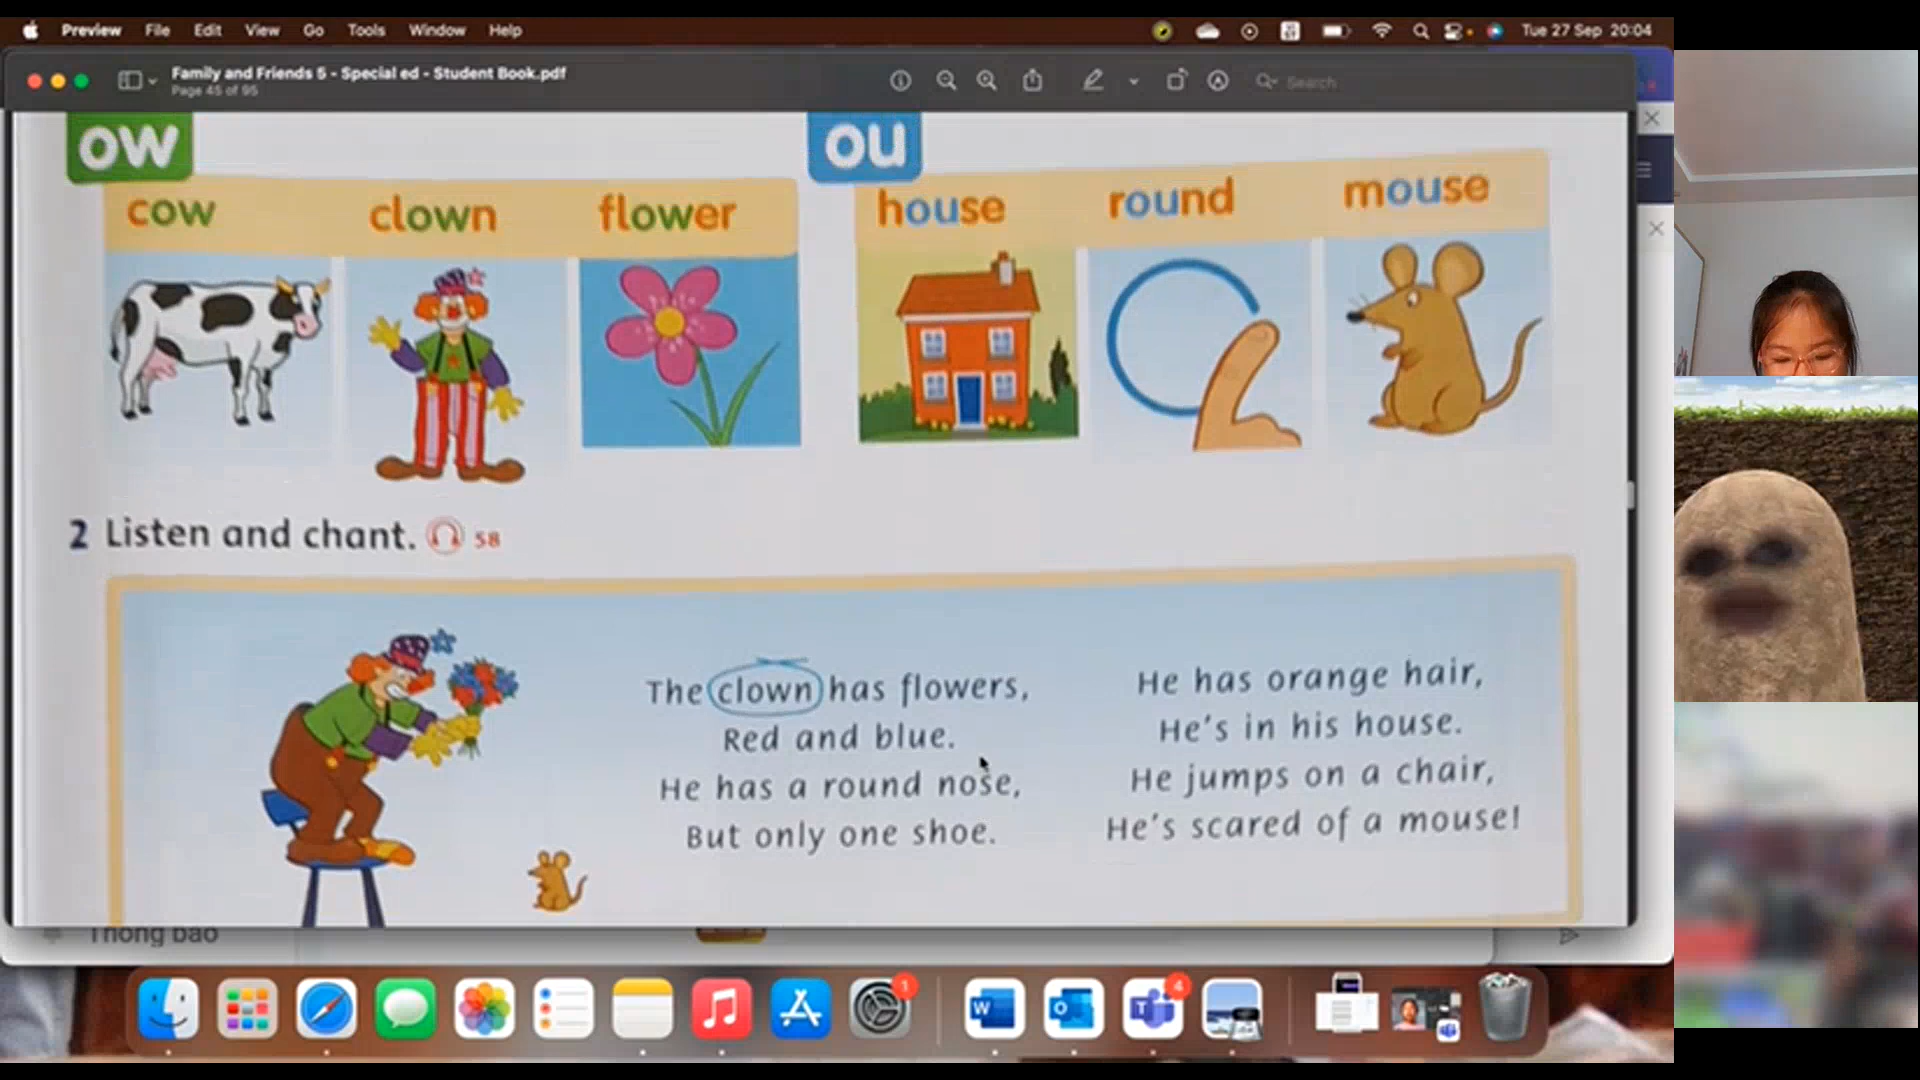 Preview File Edit View Go Tools Window Help
Tue 27 Sep 20:04
Family and Friends 5 - Special ed - Student Book.pdf
Page 45 of 95
Search
ow
ou
cow
clown
flower
house
round
mouse
2 Listen and chant. 58
The clown has flowers,
Red and blue.
He has a round nose,
But only one shoe.
He has orange hair,
He's in his house.
He jumps on a chair,
He's scared of a mouse!
Thông báo
1
W
O
T
4